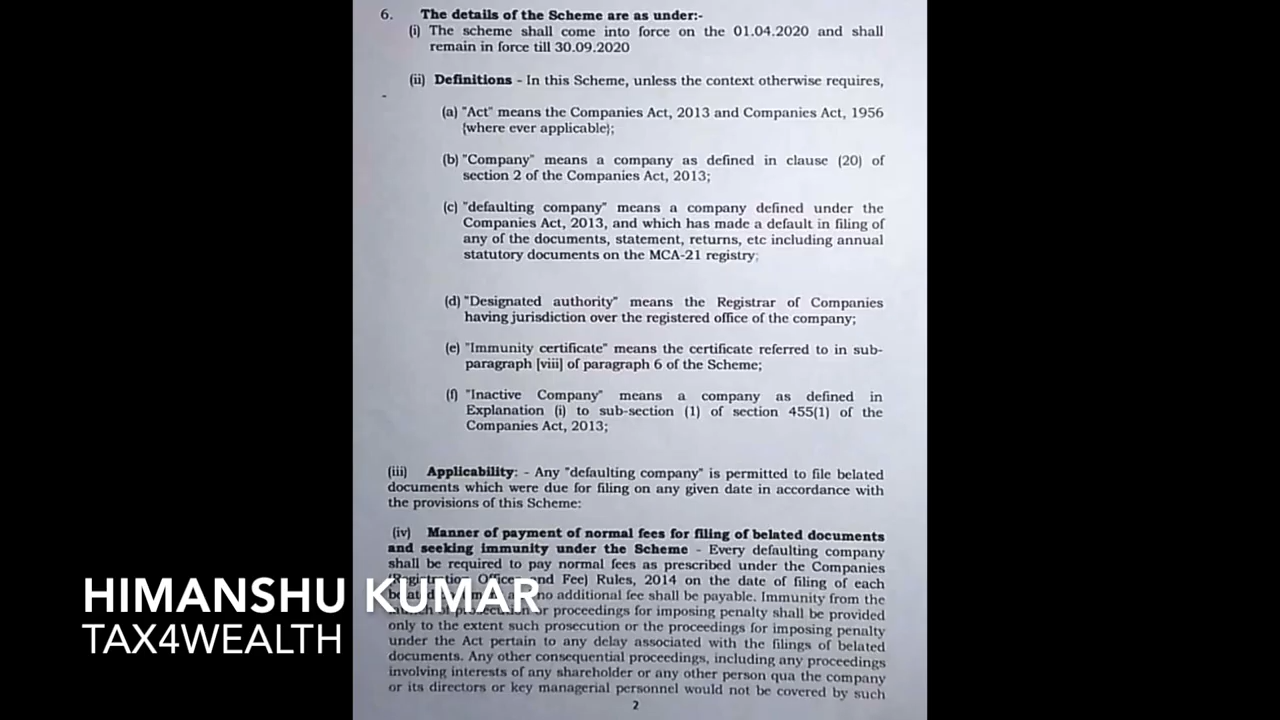 6. The details of the Scheme are as under:-
(i) The scheme shall come into force on the 01.04.2020 and shall
remain in force till 30.09.2020
(ii) Definitions - In this Scheme, unless the context otherwise requires,
(a) "Act" means the Companies Act, 2013 and Companies Act, 1956
(where ever applicable);
(b) "Company" means a company as defined in clause (20) of
section 2 of the Companies Act, 2013;
(c) "defaulting company" means a company defined under the
Companies Act, 2013, and which has made a default in filing of
any of the documents, statement, returns, etc including annual
statutory documents on the MCA-21 registry;
(d) "Designated authority" means the Registrar of Companies
having jurisdiction over the registered office of the company;
(e) "Immunity certificate" means the certificate referred to in sub-
paragraph [viii] of paragraph 6 of the Scheme;
(f) "Inactive Company" means a company as defined in
Explanation (i) to sub-section (1) of section 455(1) of the
Companies Act, 2013;
(iii) Applicability: - Any "defaulting company" is permitted to file belated
documents which were due for filing on any given date in accordance with
the provisions of this Scheme:
(iv) Manner of payment of normal fees for filing of belated documents
and seeking immunity under the Scheme - Every defaulting company
shall be required to pay normal fees as prescribed under the Companies
(Registration Offices and Fee) Rules, 2014 on the date of filing of each
no additional fee shall be payable. Immunity from the
or proceedings for imposing penalty shall be provided
only to the extent such prosecution or the proceedings for imposing penalty
under the Act pertain to any delay associated with the filings of belated
documents. Any other consequential proceedings, including any proceedings
involving interests of any shareholder or any other person qua the company
or its directors or key managerial personnel would not be covered by such
2
HIMANSHU KUMAR
TAX4WEALTH